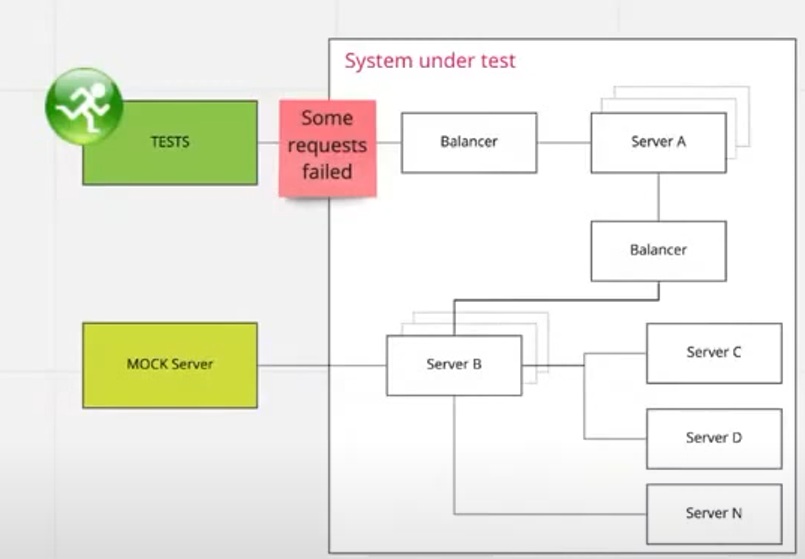 System under test
TESTS
Some
requests
failed
Balancer
Server A
Balancer
MOCK Server
Server B
Server C
Server D
Server N